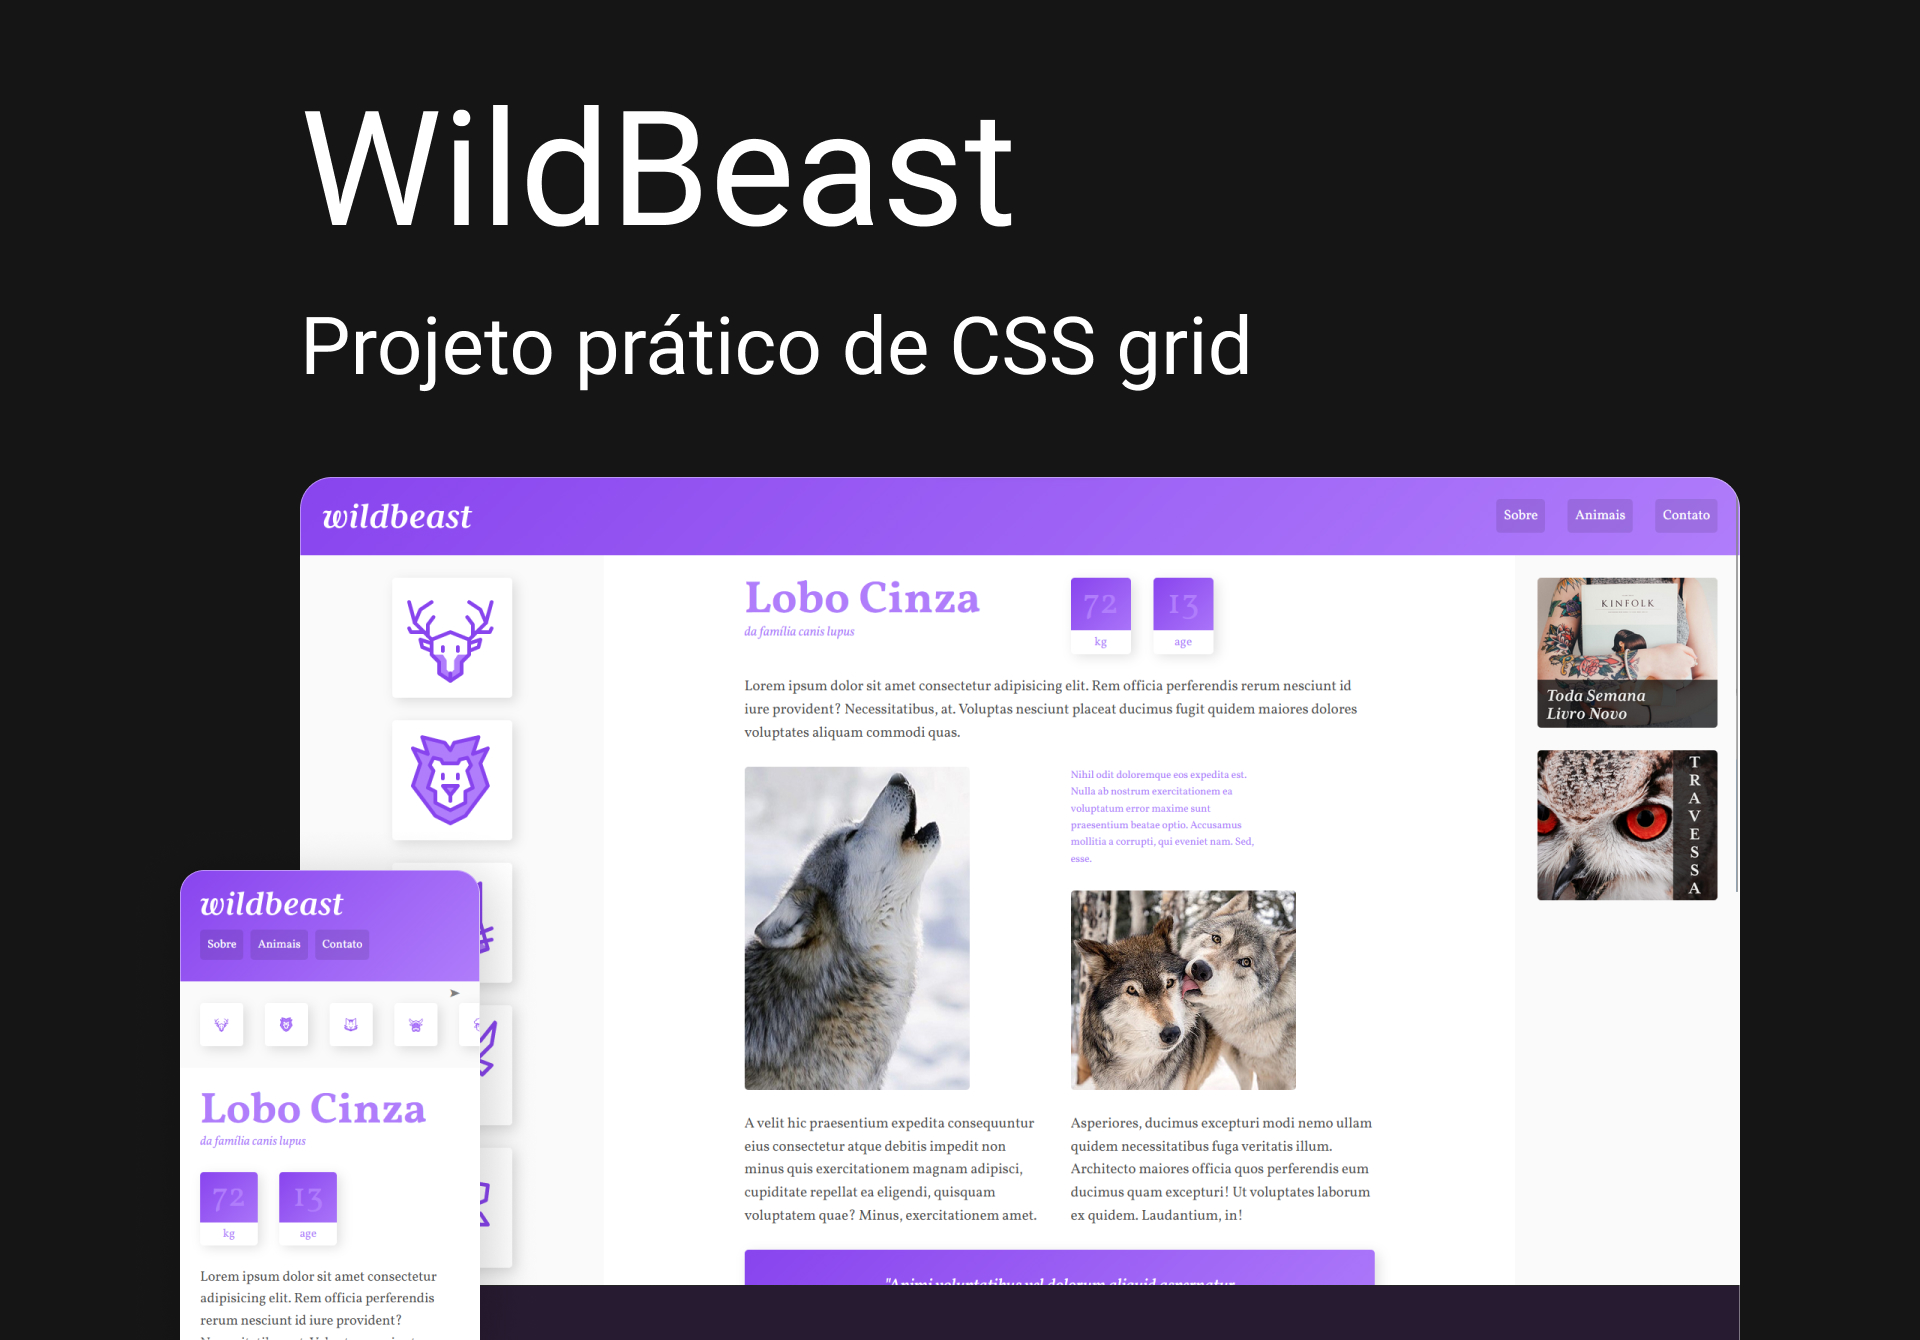 WildBeast
Projeto prático de CSS grid
wildbeast
Sobre
Animais
Contato
Lobo Cinza
da família canis lupus
72
kg
13
age
Lorem ipsum dolor sit amet consectetur adipisicing elit. Rem officia perferendis rerum nesciunt id
iure provident? Necessitatibus, at. Voluptas nesciunt placeat ducimus fugit quidem maiores dolores
voluptates aliquam commodi quas.
Nihil odit doloremque eos expedita est.
Nulla ab nostrum exercitationem ea
voluptatum error maxime sunt
praesentium beatae optio. Accusamus
mollitia a corrupti, qui eveniet nam. Sed,
esse.
A velit hic praesentium expedita consequuntur
eius consectetur atque debitis impedit non
minus quis exercitationem magnam adipisci,
cupiditate repellat ea eligendi, quisquam
voluptatem quae? Minus, exercitationem amet.
Asperiores, ducimus excepturi modi nemo ullam
quidem necessitatibus fuga veritatis illum.
Architecto maiores officia quos perferendis eum
ducimus quam excepturi! Ut voluptates laborum
ex quidem. Laudantium, in!
"Animi voluptatibus vel dolorum aliquid aspernatur
KINFOLK
Toda Semana
Livro Novo
TRAVESSA
wildbeast
Sobre
Animais
Contato
Lobo Cinza
da família canis lupus
72
kg
13
age
Lorem ipsum dolor sit amet consectetur
adipisicing elit. Rem officia perferendis
rerum nesciunt id iure provident?